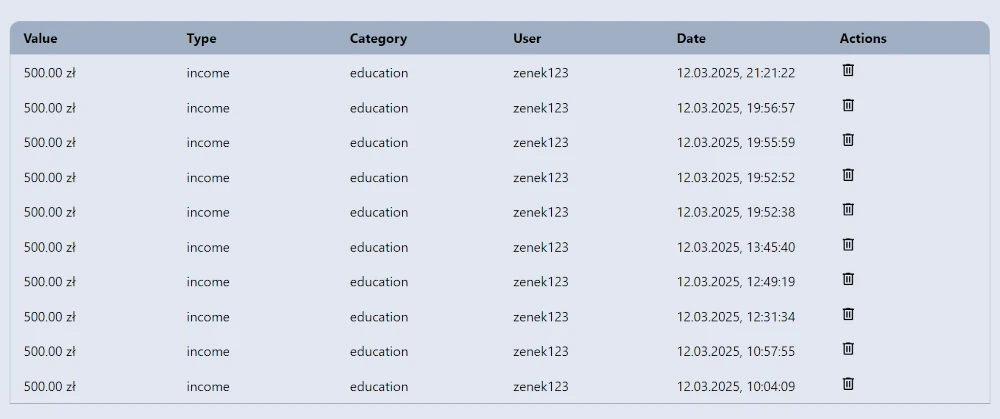 Value Type Category User Date Actions
500.00 zł income education zenek123 12.03.2025, 21:21:22
500.00 zł income education zenek123 12.03.2025, 19:56:57
500.00 zł income education zenek123 12.03.2025, 19:55:59
500.00 zł income education zenek123 12.03.2025, 19:52:52
500.00 zł income education zenek123 12.03.2025, 19:52:38
500.00 zł income education zenek123 12.03.2025, 13:45:40
500.00 zł income education zenek123 12.03.2025, 12:49:19
500.00 zł income education zenek123 12.03.2025, 12:31:34
500.00 zł income education zenek123 12.03.2025, 10:57:55
500.00 zł income education zenek123 12.03.2025, 10:04:09